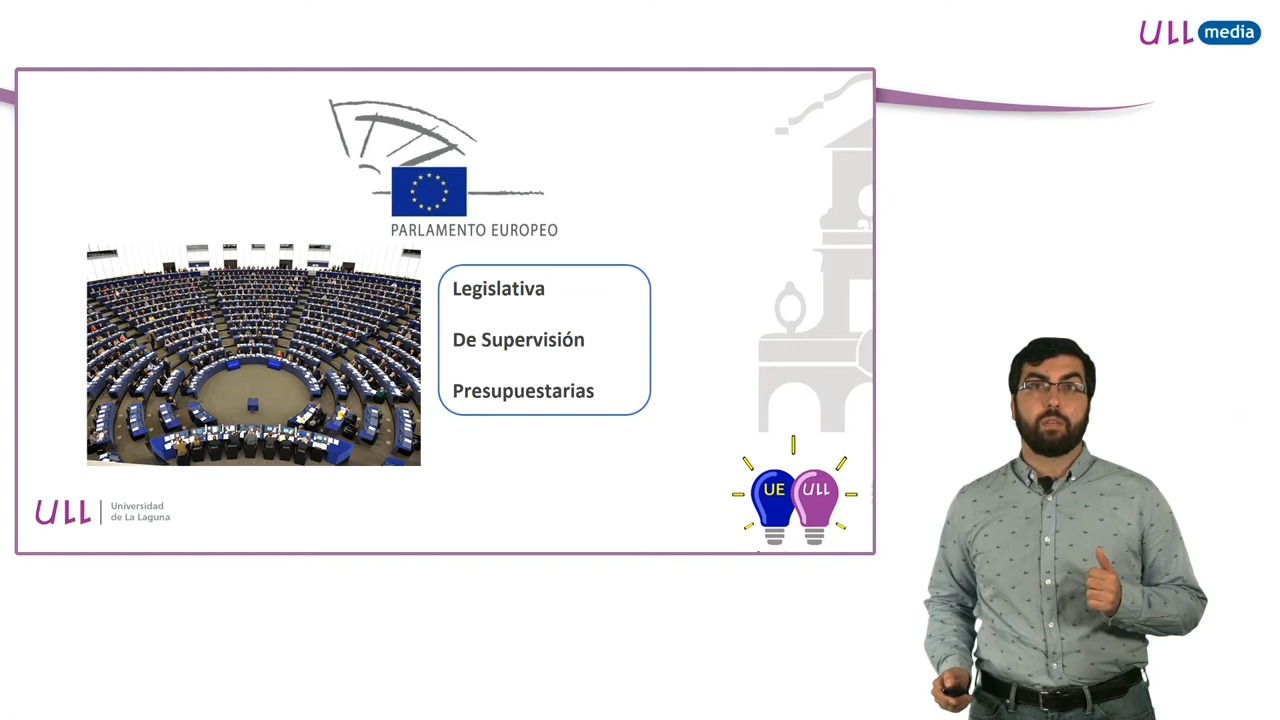 ULL media
PARLAMENTO EUROPEO
Legislativa
De Supervisión
Presupuestarias
UE ULL
ULL Universidad
de La Laguna